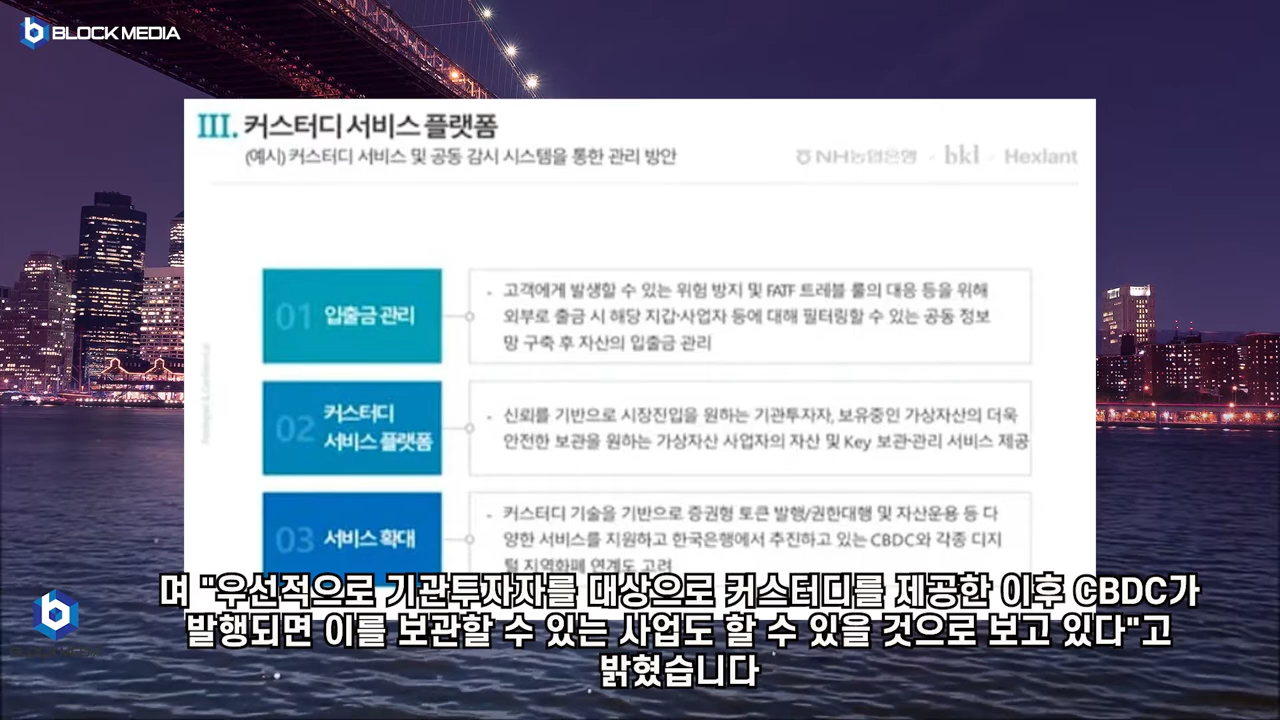 BLOCK MEDIA
III. 커스터디 서비스 플랫폼
(예시) 커스터디 서비스 및 공동 감시 시스템을 통한 관리 방안
NH농협은행 - bkl - Hexlant
01 입출금 관리
- 고객에게 발생할 수 있는 위험 방지 및 FATF 트레블 룰의 대응 등을 위해
외부로 출금 시 해당 지갑·사업자 등에 대해 필터링할 수 있는 공동 정보
망 구축 후 자산의 입출금 관리
02 커스터디
서비스 플랫폼
- 신뢰를 기반으로 시장진입을 원하는 기관투자자, 보유중인 가상자산의 더욱
안전한 보관을 원하는 가상자산 사업자의 자산 및 Key 보관·관리 서비스 제공
03 서비스 확대
- 커스터디 기술을 기반으로 증권형 토큰 발행/권한대행 및 자산운용 등 다
양한 서비스를 지원하고 한국은행에서 추진하고 있는 CBDC와 각종 디지
털 지역화폐 연계도 고려
며 "우선적으로 기관투자자를 대상으로 커스터디를 제공한 이후 CBDC가
발행되면 이를 보관할 수 있는 사업도 할 수 있을 것으로 보고 있다"고
밝혔습니다